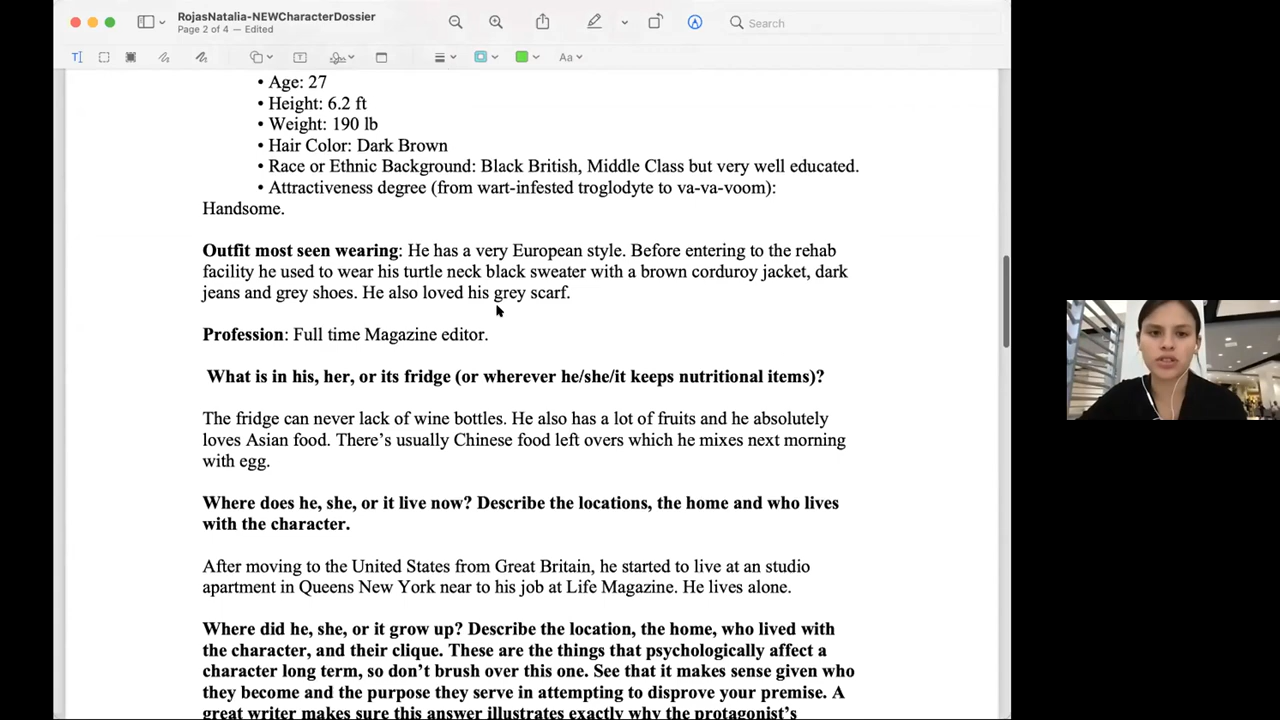 RojasNatalia-NEWCharacterDossier
Page 2 of 4 — Edited
Search
Aa
• Age: 27
• Height: 6.2 ft
• Weight: 190 lb
• Hair Color: Dark Brown
• Race or Ethnic Background: Black British, Middle Class but very well educated.
• Attractiveness degree (from wart-infested troglodyte to va-va-voom):
Handsome.
Outfit most seen wearing: He has a very European style. Before entering to the rehab
facility he used to wear his turtle neck black sweater with a brown corduroy jacket, dark
jeans and grey shoes. He also loved his grey scarf.
Profession: Full time Magazine editor.
What is in his, her, or its fridge (or wherever he/she/it keeps nutritional items)?
The fridge can never lack of wine bottles. He also has a lot of fruits and he absolutely
loves Asian food. There’s usually Chinese food left overs which he mixes next morning
with egg.
Where does he, she, or it live now? Describe the locations, the home and who lives
with the character.
After moving to the United States from Great Britain, he started to live at an studio
apartment in Queens New York near to his job at Life Magazine. He lives alone.
Where did he, she, or it grow up? Describe the location, the home, who lived with
the character, and their clique. These are the things that psychologically affect a
character long term, so don’t brush over this one. See that it makes sense given who
they become and the purpose they serve in attempting to disprove your premise. A
great writer makes sure this answer illustrates exactly why the protagonist’s